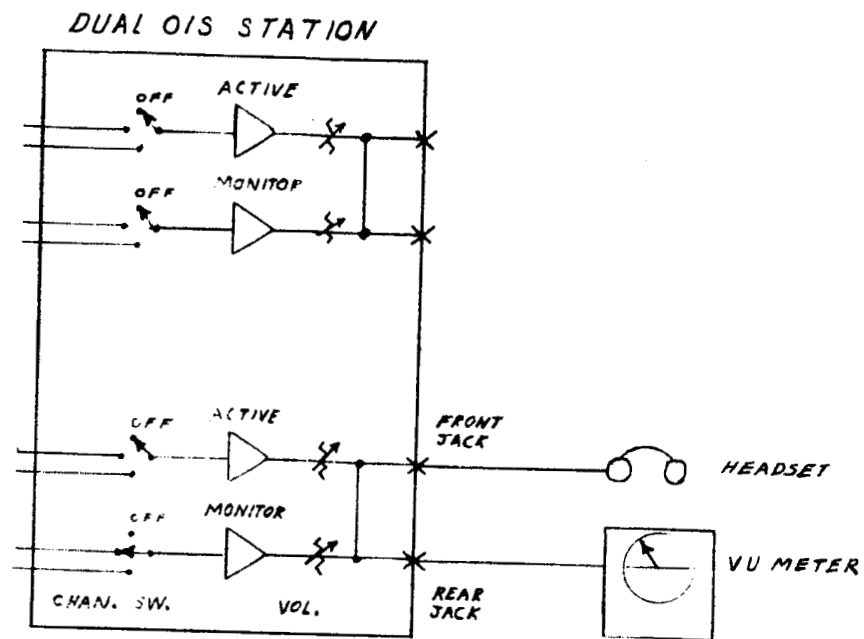 DUAL OIS STATION
OFF
ACTIVE
OFF
MONITOR
OFF
ACTIVE
FRONT
JACK
HEADSET
OFF
MONITOR
VU METER
REAR
JACK
CHAN. SW.
VOL.